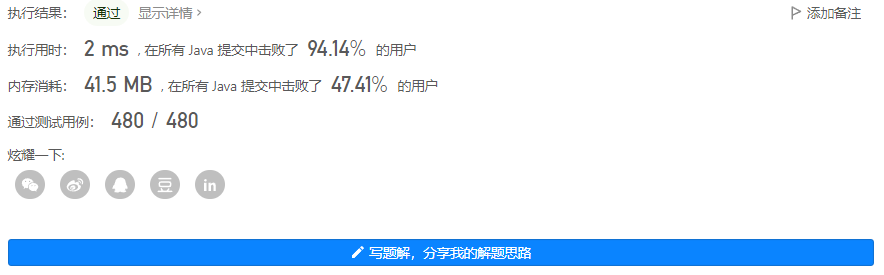 执行结果： 通过 显示详情 › 添加备注
执行用时： 2 ms , 在所有 Java 提交中击败了 94.14% 的用户
内存消耗： 41.5 MB , 在所有 Java 提交中击败了 47.41% 的用户
通过测试用例： 480 / 480
炫耀一下:
豆 in
写题解，分享我的解题思路